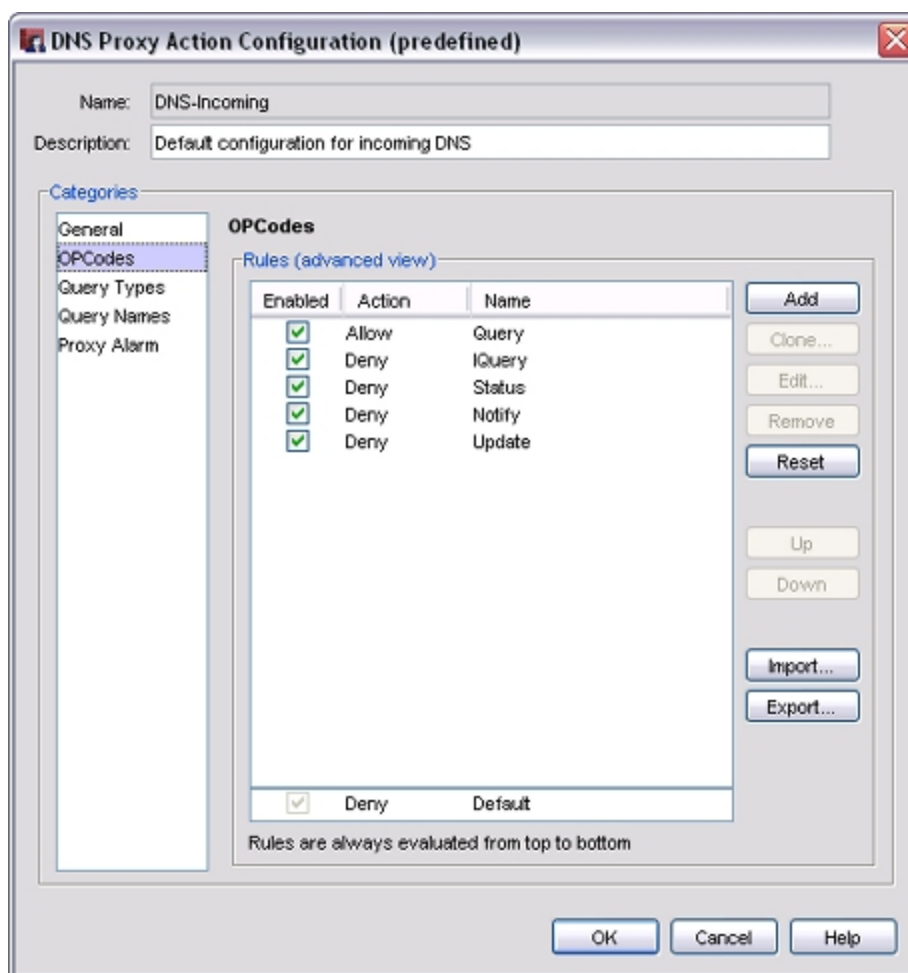 DNS Proxy Action Configuration (predefined)
Name: DNS-Incoming
Description: Default configuration for incoming DNS
Categories
General
OPCodes
Query Types
Query Names
Proxy Alarm
OPCodes
Rules (advanced view)
Enabled Action Name
Allow Query
Deny IQuery
Deny Status
Deny Notify
Deny Update
Deny Default
Rules are always evaluated from top to bottom
Add
Clone...
Edit...
Remove
Reset
Up
Down
Import...
Export...
OK Cancel Help